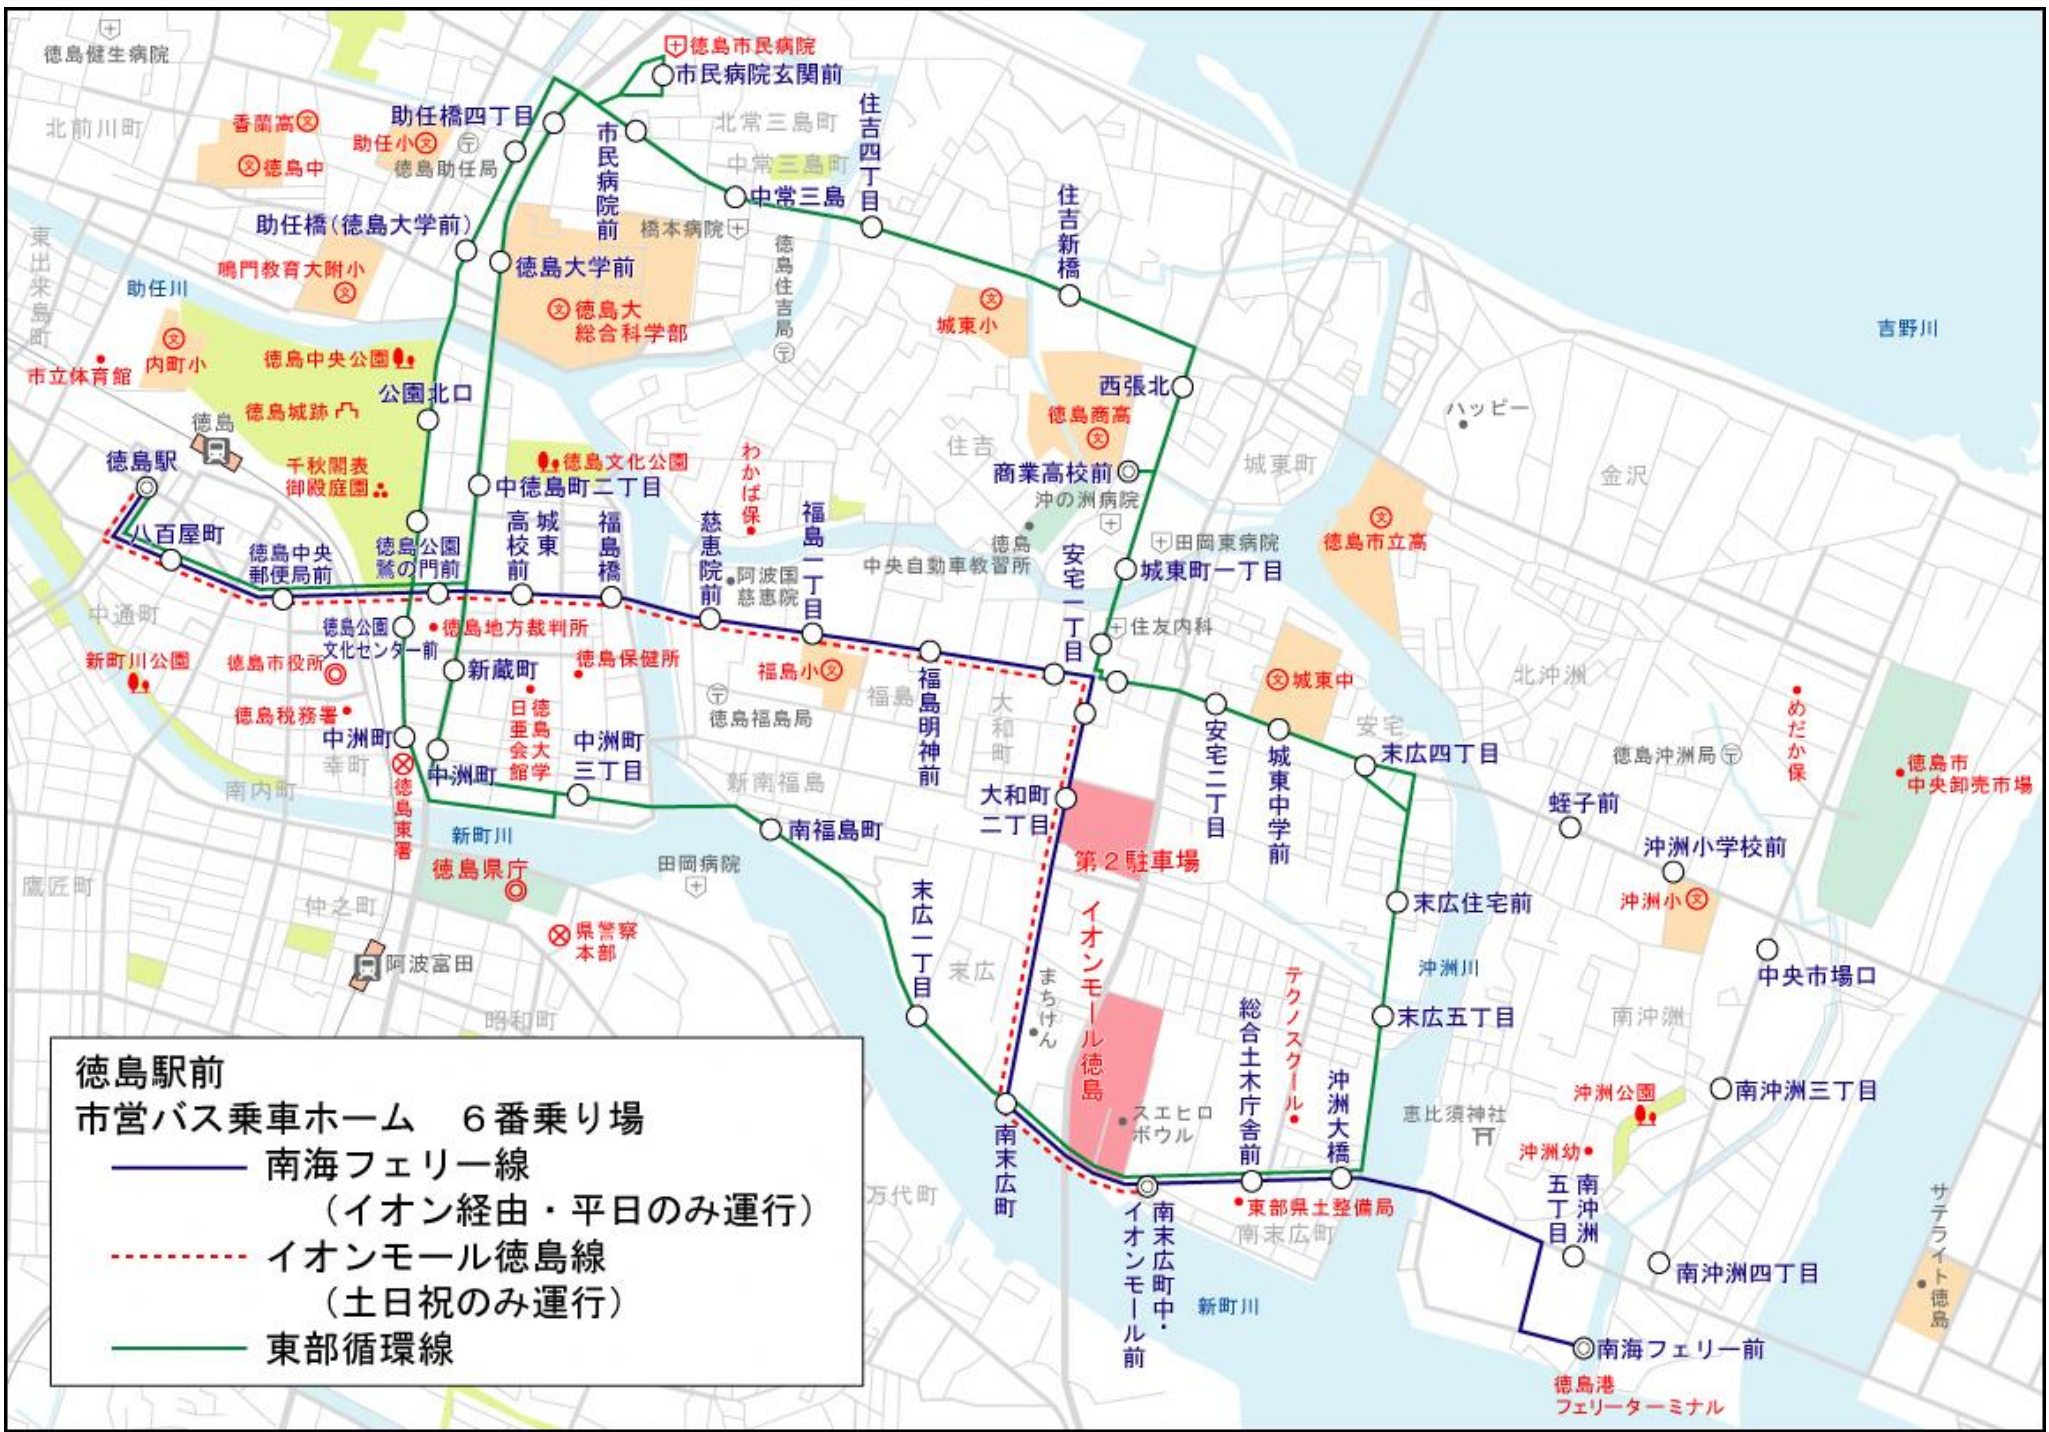 徳島健生病院
北前川町
香蘭高
徳島中
助任小
徳島助任局
助任橋四丁目
徳島市民病院
市民病院玄関前
市民病院前
北常三島町
中常三島町
中常三島
住吉四丁目
住吉新橋
橋本病院
徳島住吉局
東出来島町
助任橋(徳島大学前)
鳴門教育大附小
助任川
徳島大学前
徳島大
総合科学部
城東小
吉野川
内町小
市立体育館
徳島中央公園
徳島城跡
公園北口
西張北
徳島商高
ハッピー
徳島
徳島駅
千秋閣表
御殿庭園
徳島文化公園
中徳島町二丁目
わかば保
住吉
商業高校前
沖の洲病院
城東町
金沢
八百屋町
徳島中央
郵便局前
徳島公園
鷲の門前
城東
高校前
福島橋
慈恵院前
阿波国
慈恵院
福島一丁目
徳島
中央自動車教習所
安宅一丁目
田岡東病院
城東町一丁目
徳島市立高
中通町
徳島公園
文化センター前
徳島地方裁判所
住友内科
新町川公園
徳島市役所
新蔵町
徳島保健所
福島小
福島
福島明神前
城東中
北沖洲
徳島税務署
徳島大学
日亜会館
徳島福島局
大和町
安宅
めだか保
中洲町
幸町
中洲町
中洲町
三丁目
安宅二丁目
城東中学前
末広四丁目
徳島沖洲局
徳島市
中央卸売市場
南内町
徳島東署
新南福島
大和町
二丁目
蛭子前
新町川
南福島町
第2駐車場
沖洲小学校前
鷹匠町
徳島県庁
田岡病院
末広一丁目
イオンモール徳島
末広住宅前
沖洲小
仲之町
県警察
本部
阿波富田
末広
まちけん
沖洲川
中央市場口
昭和町
テクノスクール
総合土木庁舎前
末広五丁目
南沖洲
沖洲大橋
沖洲公園
南沖洲三丁目
スエヒロ
ボウル
恵比須神社
沖洲幼
南末広町
万代町
東部県土整備局
南末広町
南沖洲
五丁目
サテライト徳島
南末広町中・
イオンモール前
新町川
南沖洲四丁目
南海フェリー前
徳島港
フェリーターミナル
徳島駅前
市営バス乗車ホーム 6番乗り場
南海フェリー線
(イオン経由・平日のみ運行)
イオンモール徳島線
(土日祝のみ運行)
東部循環線